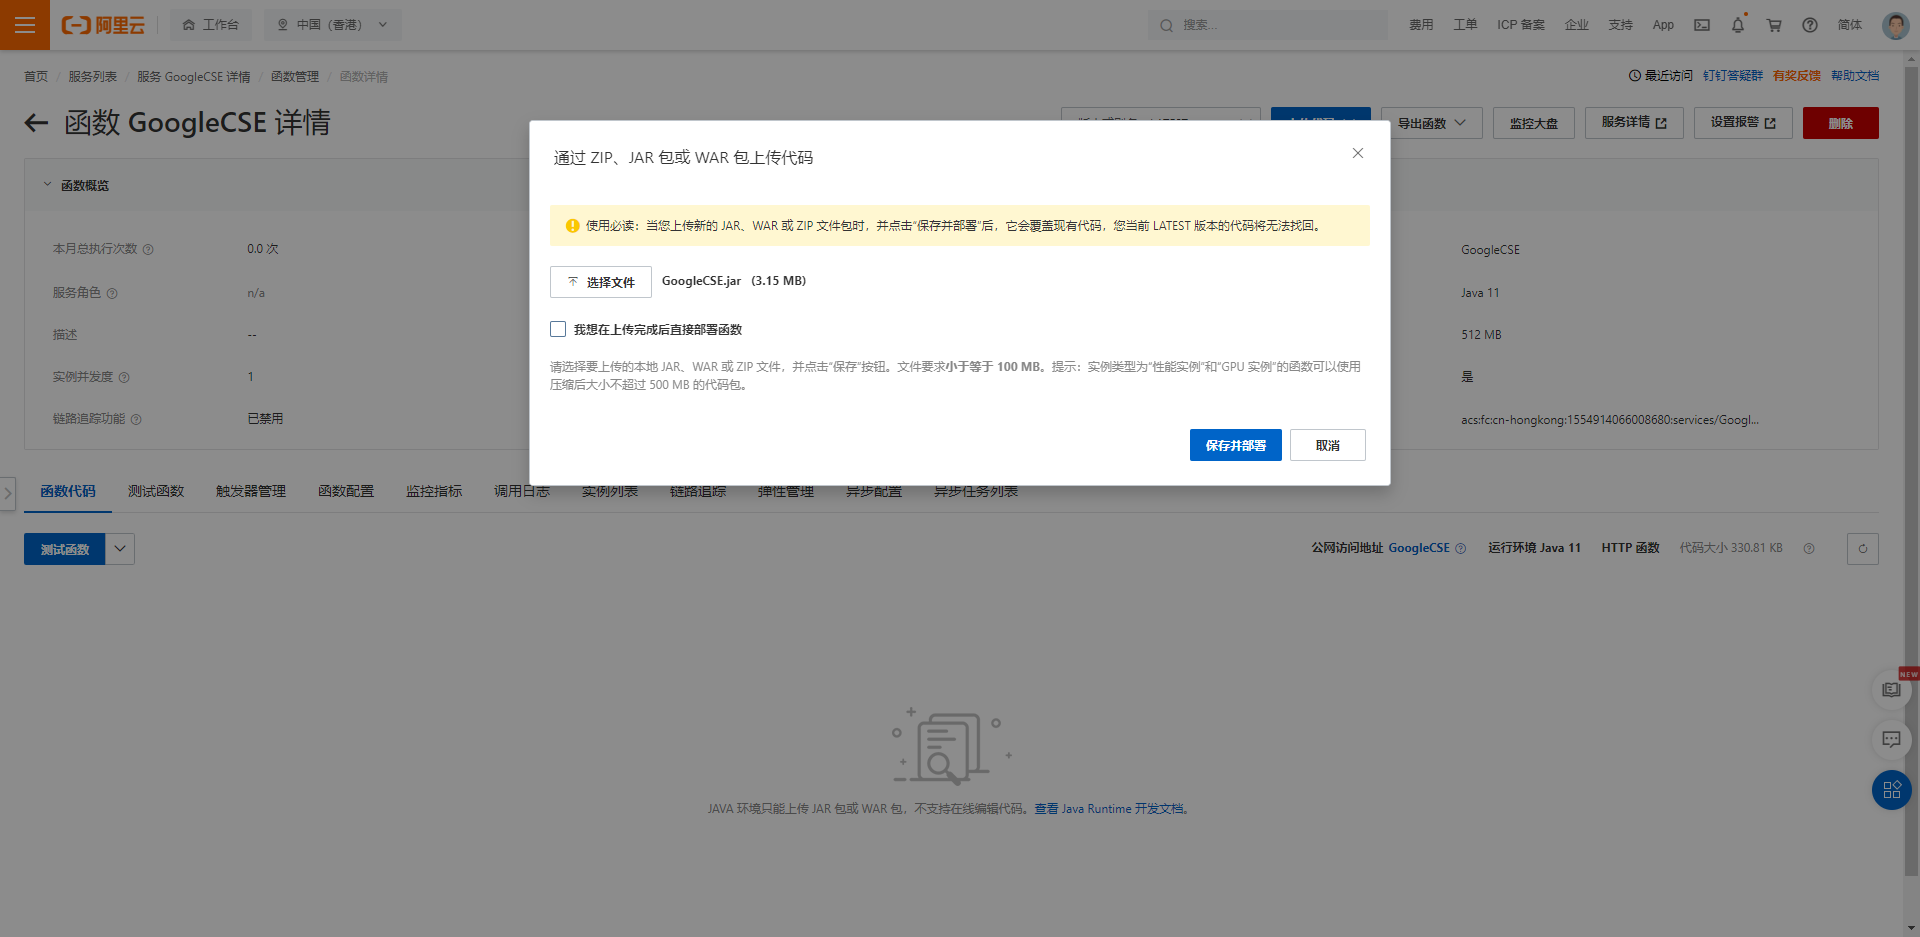 阿里云
工作台
中国（香港）
搜索...
费用
工单
ICP 备案
企业
支持
App
简体
首页 / 服务列表 / 服务 GoogleCSE 详情 / 函数管理 / 函数详情
最近访问 钉钉答疑群 有奖反馈 帮助文档
函数 GoogleCSE 详情
导出函数
监控大盘
服务详情
设置报警
删除
通过 ZIP、JAR 包或 WAR 包上传代码
函数概览
使用必读：当您上传新的 JAR、WAR 或 ZIP 文件包时，并点击“保存并部署”后，它会覆盖现有代码，您当前 LATEST 版本的代码将无法找回。
本月总执行次数 0.0 次
GoogleCSE
选择文件 GoogleCSE.jar (3.15 MB)
服务角色 n/a
Java 11
我想在上传完成后直接部署函数
描述 --
512 MB
请选择要上传的本地 JAR、WAR 或 ZIP 文件，并点击“保存”按钮。文件要求小于等于 100 MB。提示：实例类型为“性能实例”和“GPU 实例”的函数可以使用
压缩后大小不超过 500 MB 的代码包。
实例并发度 1
是
链路追踪功能 已禁用
acs:fc:cn-hongkong:1554914066008680:services/Googl...
保存并部署 取消
函数代码 测试函数 触发器管理 函数配置 监控指标 调用日志 实例列表 链路追踪 弹性管理 异步配置 异步任务列表
测试函数
公网访问地址 GoogleCSE 运行环境 Java 11 HTTP 函数 代码大小 330.81 KB
NEW
JAVA 环境只能上传 JAR 包或 WAR 包，不支持在线编辑代码。查看 Java Runtime 开发文档。